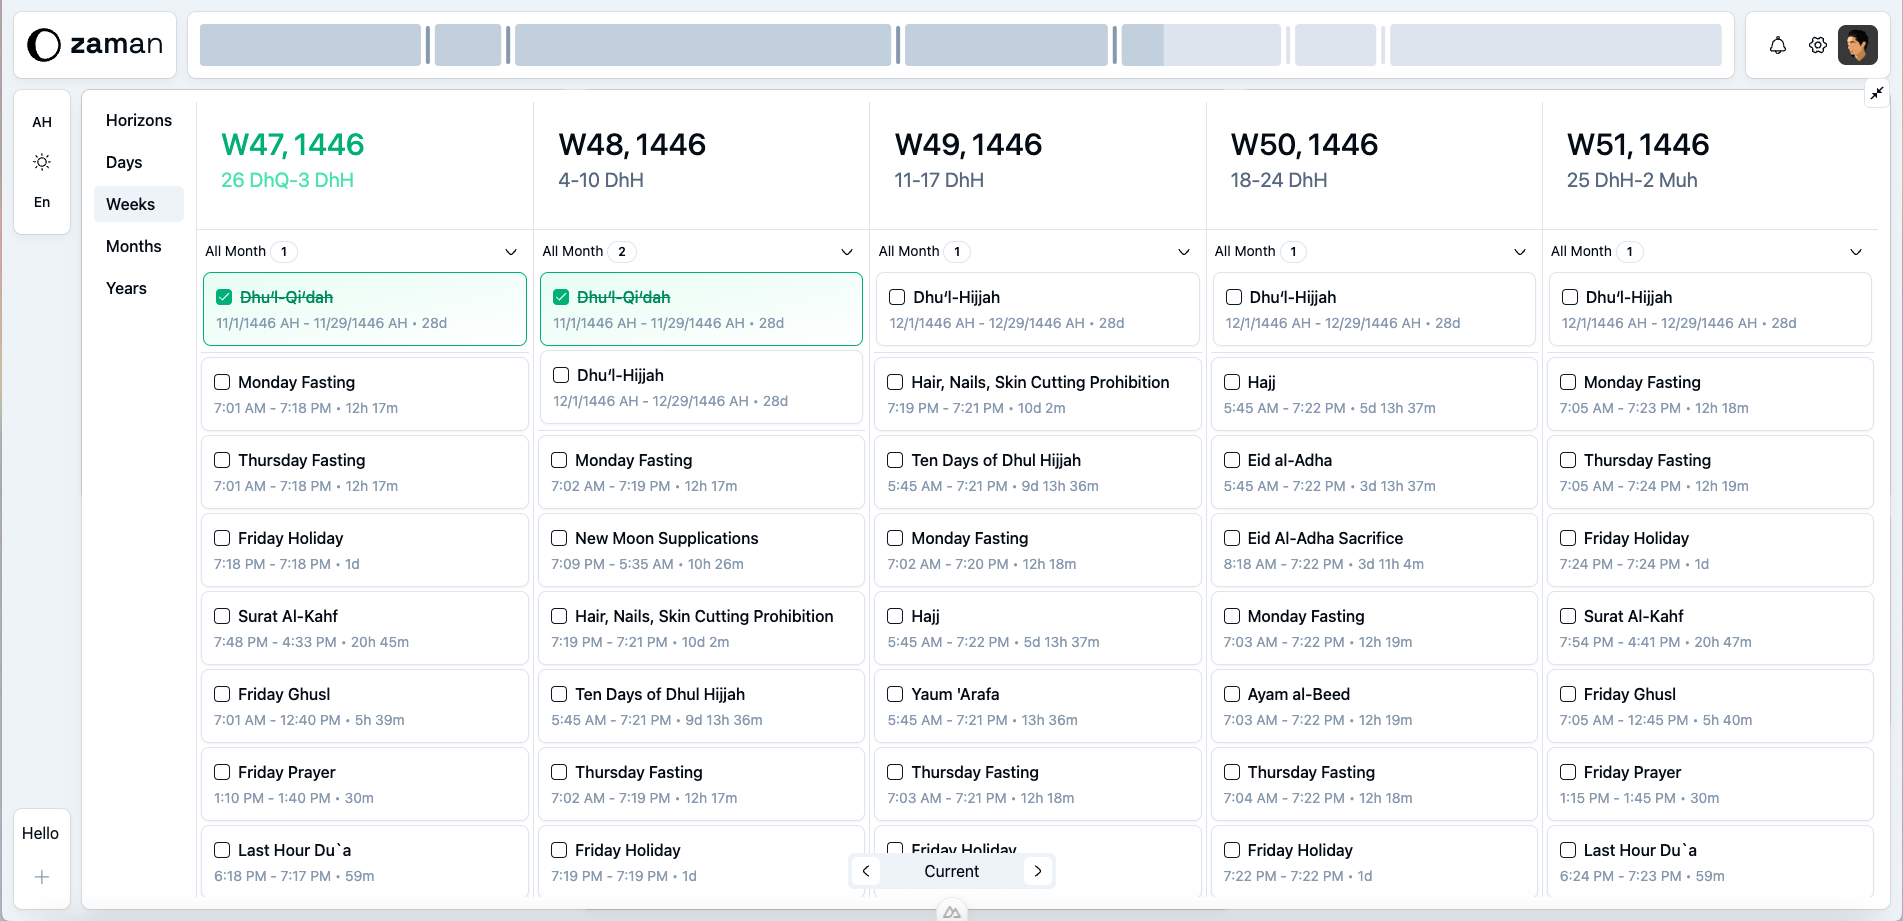 zaman
AH
En
Hello
Horizons
Days
Weeks
Months
Years
W47, 1446
26 DhQ-3 DhH
All Month 1
Dhuʻl-Qiʻdah
11/1/1446 AH - 11/29/1446 AH • 28d
Monday Fasting
7:01 AM - 7:18 PM • 12h 17m
Thursday Fasting
7:01 AM - 7:18 PM • 12h 17m
Friday Holiday
7:18 PM - 7:18 PM • 1d
Surat Al-Kahf
7:48 PM - 4:33 PM • 20h 45m
Friday Ghusl
7:01 AM - 12:40 PM • 5h 39m
Friday Prayer
1:10 PM - 1:40 PM • 30m
Last Hour Du`a
6:18 PM - 7:17 PM • 59m
W48, 1446
4-10 DhH
All Month 2
Dhuʻl-Qiʻdah
11/1/1446 AH - 11/29/1446 AH • 28d
Dhuʻl-Hijjah
12/1/1446 AH - 12/29/1446 AH • 28d
Monday Fasting
7:02 AM - 7:19 PM • 12h 17m
New Moon Supplications
7:09 PM - 5:35 AM • 10h 26m
Hair, Nails, Skin Cutting Prohibition
7:19 PM - 7:21 PM • 10d 2m
Ten Days of Dhul Hijjah
5:45 AM - 7:21 PM • 9d 13h 36m
Thursday Fasting
7:02 AM - 7:19 PM • 12h 17m
Friday Holiday
7:19 PM - 7:19 PM • 1d
W49, 1446
11-17 DhH
All Month 1
Dhuʻl-Hijjah
12/1/1446 AH - 12/29/1446 AH • 28d
Hair, Nails, Skin Cutting Prohibition
7:19 PM - 7:21 PM • 10d 2m
Ten Days of Dhul Hijjah
5:45 AM - 7:21 PM • 9d 13h 36m
Monday Fasting
7:02 AM - 7:20 PM • 12h 18m
Hajj
5:45 AM - 7:22 PM • 5d 13h 37m
Yaum 'Arafa
5:45 AM - 7:21 PM • 13h 36m
Thursday Fasting
7:03 AM - 7:21 PM • 12h 18m
Friday Holiday
Current
W50, 1446
18-24 DhH
All Month 1
Dhuʻl-Hijjah
12/1/1446 AH - 12/29/1446 AH • 28d
Hajj
5:45 AM - 7:22 PM • 5d 13h 37m
Eid al-Adha
5:45 AM - 7:22 PM • 3d 13h 37m
Eid Al-Adha Sacrifice
8:18 AM - 7:22 PM • 3d 11h 4m
Monday Fasting
7:03 AM - 7:22 PM • 12h 19m
Ayam al-Beed
7:03 AM - 7:22 PM • 12h 19m
Thursday Fasting
7:04 AM - 7:22 PM • 12h 18m
Friday Holiday
7:22 PM - 7:22 PM • 1d
W51, 1446
25 DhH-2 Muh
All Month 1
Dhuʻl-Hijjah
12/1/1446 AH - 12/29/1446 AH • 28d
Monday Fasting
7:05 AM - 7:23 PM • 12h 18m
Thursday Fasting
7:05 AM - 7:24 PM • 12h 19m
Friday Holiday
7:24 PM - 7:24 PM • 1d
Surat Al-Kahf
7:54 PM - 4:41 PM • 20h 47m
Friday Ghusl
7:05 AM - 12:45 PM • 5h 40m
Friday Prayer
1:15 PM - 1:45 PM • 30m
Last Hour Du`a
6:24 PM - 7:23 PM • 59m